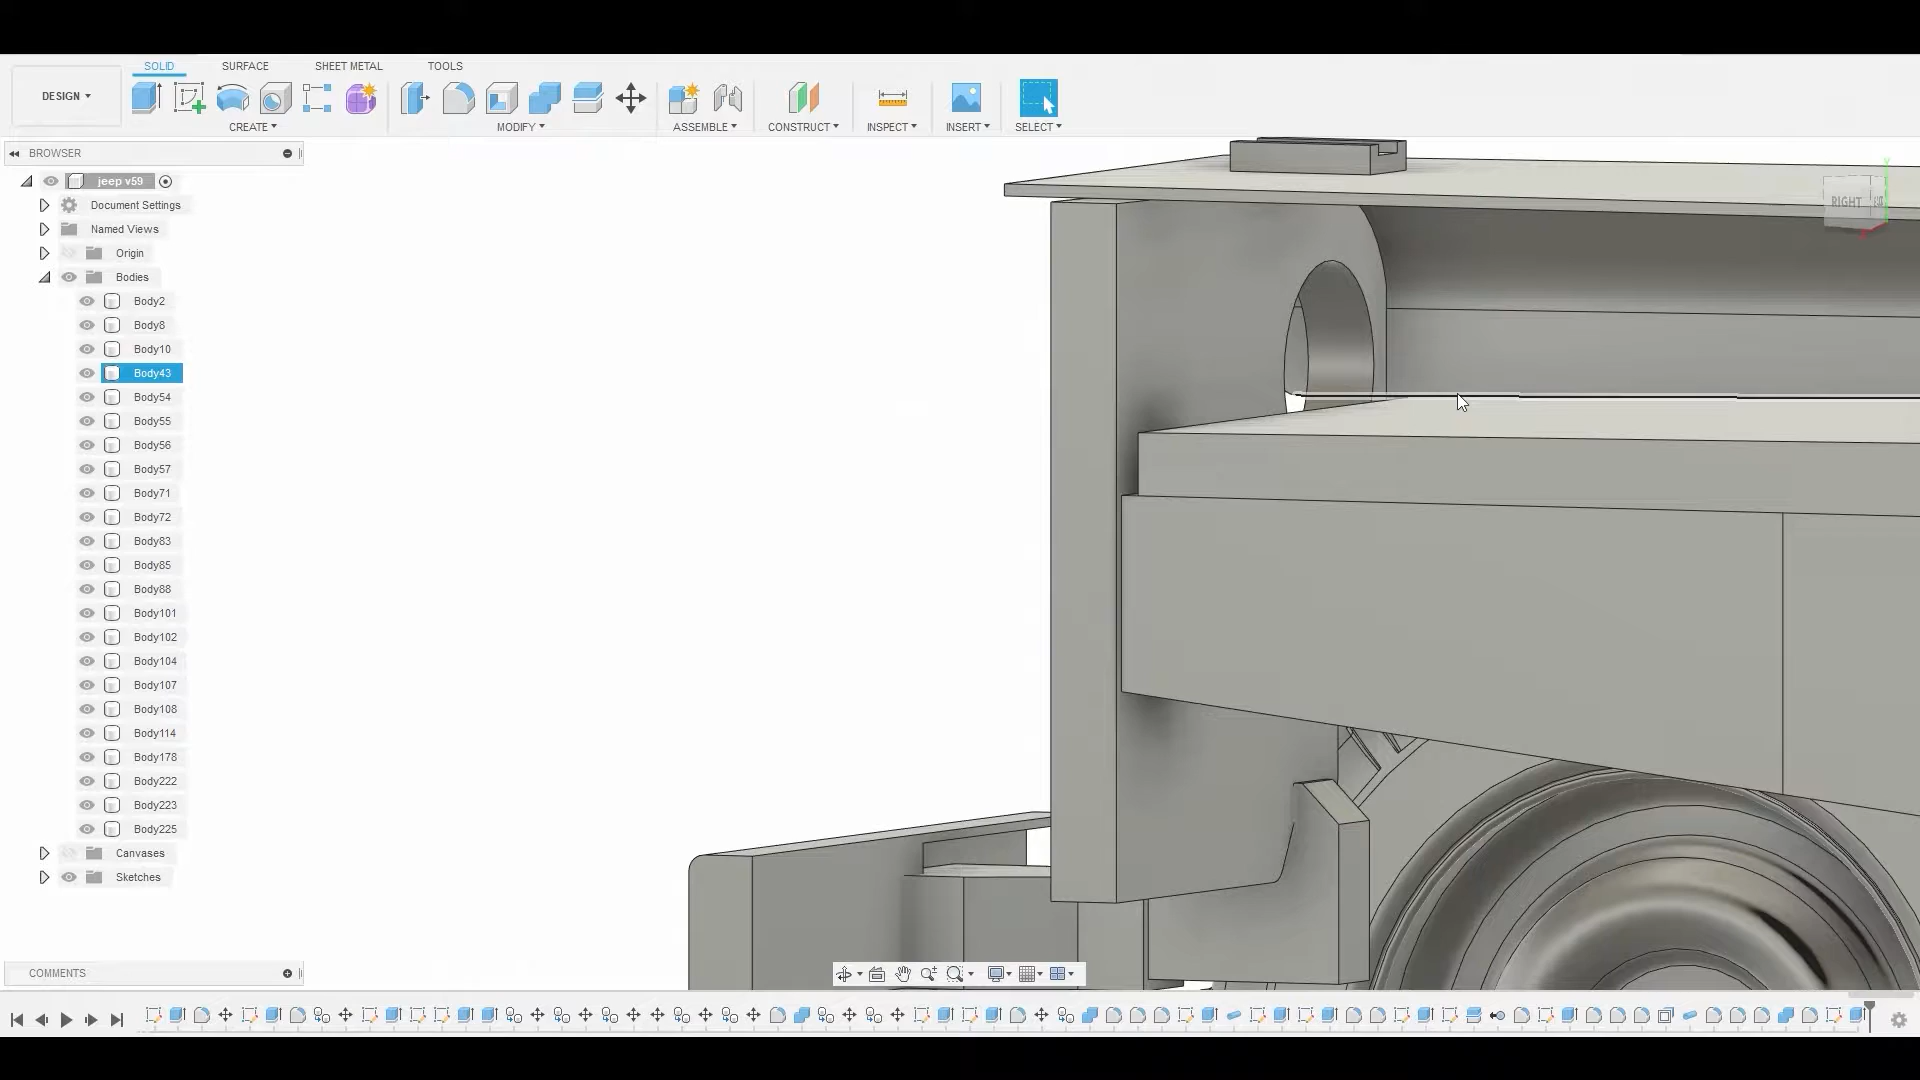 SOLID SURFACE SHEET METAL TOOLS
DESIGN
CREATE MODIFY ASSEMBLE CONSTRUCT INSPECT INSERT SELECT
BROWSER
jeep v59
Document Settings
Named Views
Origin
Bodies
Body2
Body8
Body10
Body43
Body54
Body55
Body56
Body57
Body71
Body72
Body83
Body85
Body88
Body101
Body102
Body104
Body107
Body108
Body114
Body178
Body222
Body223
Body225
Canvases
Sketches
RIGHT
COMMENTS